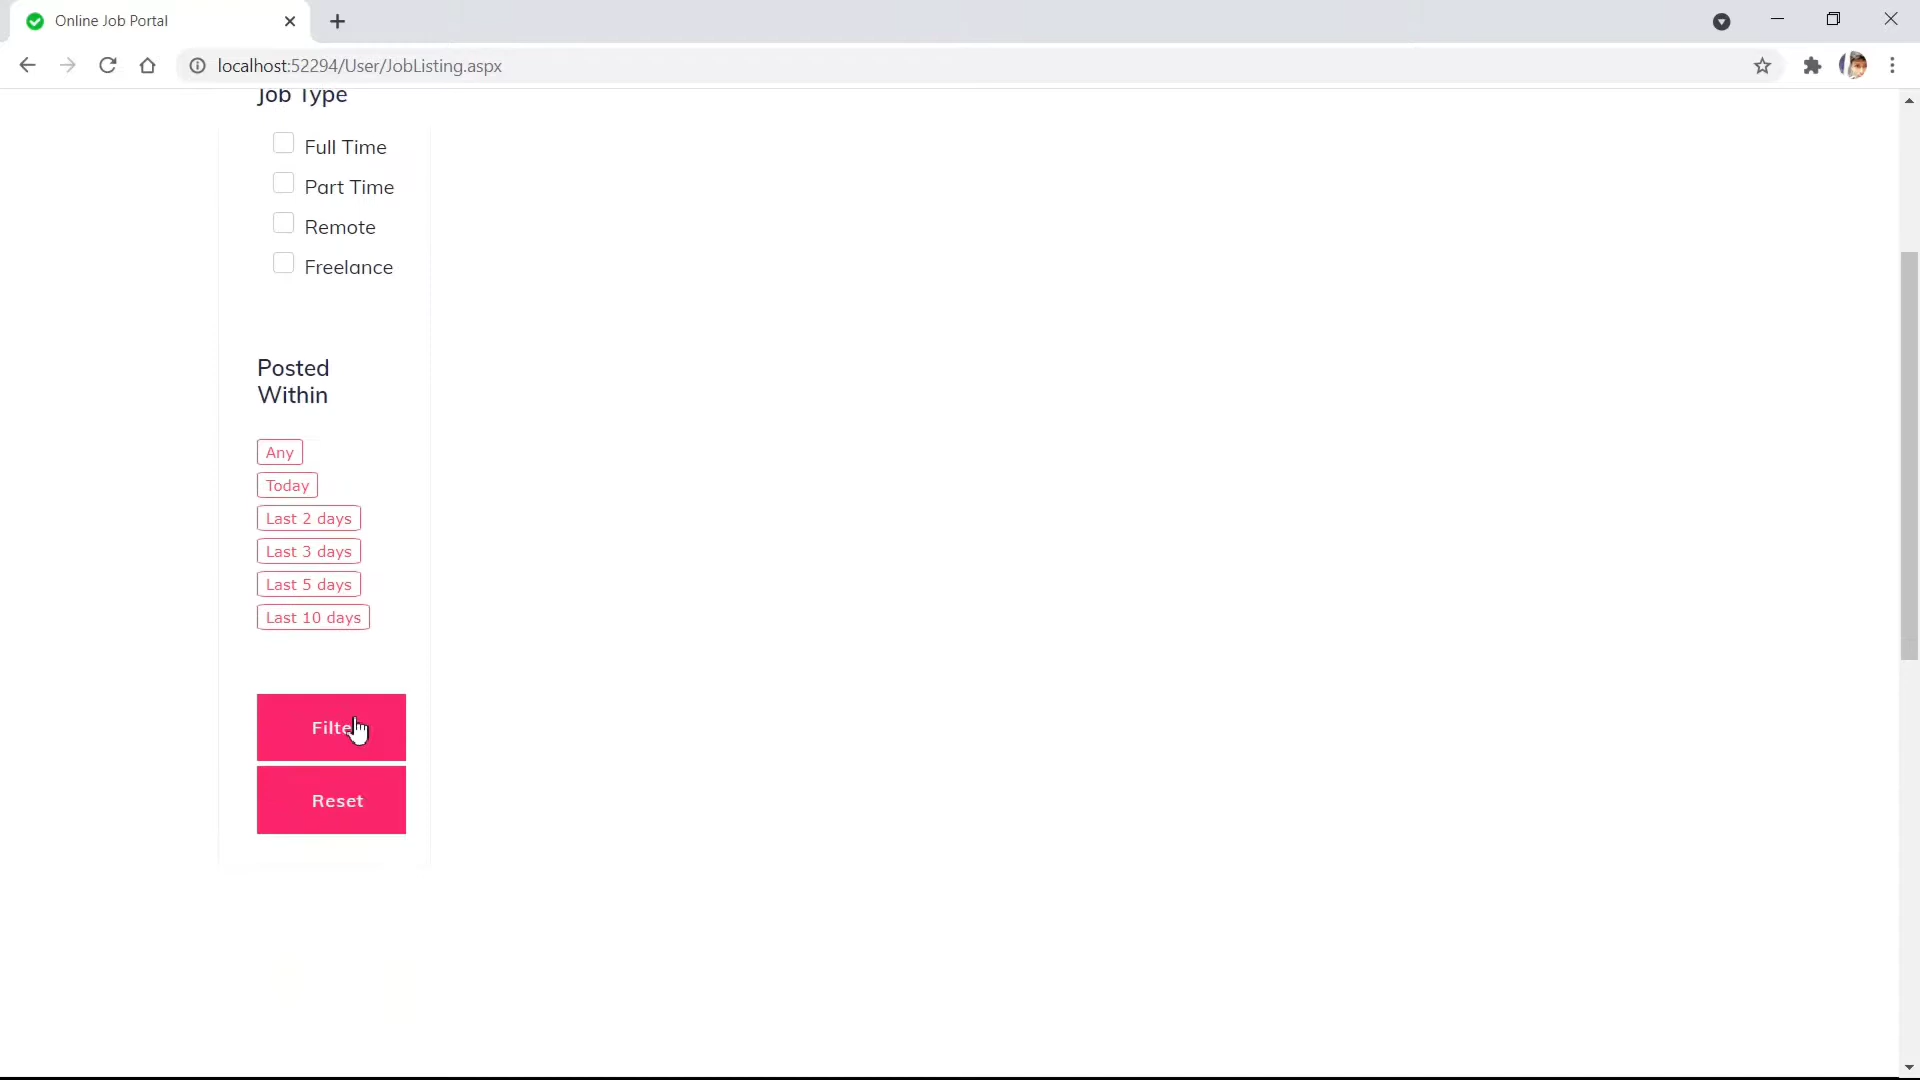 Online Job Portal
localhost:52294/User/JobListing.aspx
Job Type
Full Time
Part Time
Remote
Freelance
Posted
Within
Any
Today
Last 2 days
Last 3 days
Last 5 days
Last 10 days
Filter
Reset